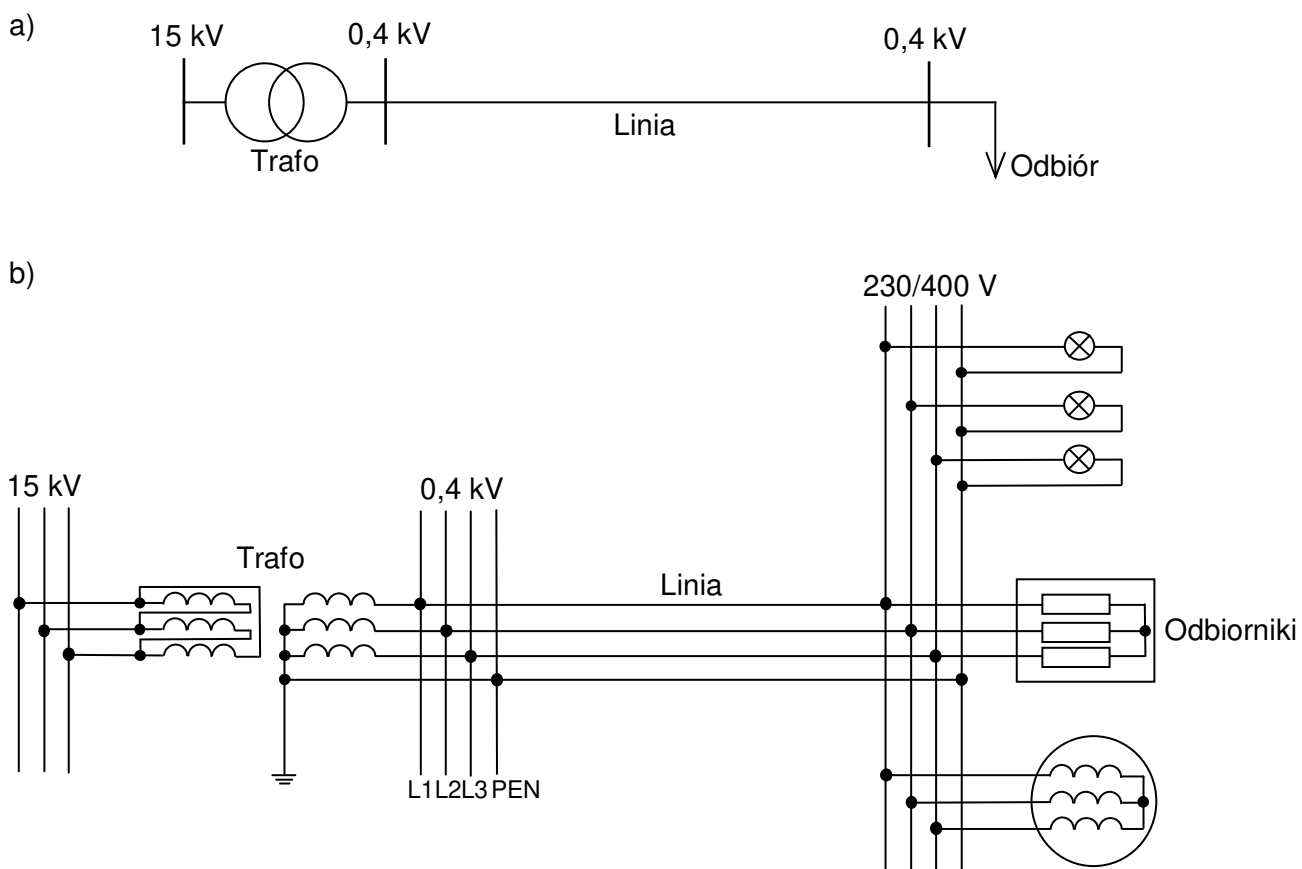 a)
15 kV
0,4 kV
0,4 kV
Linia
Trafo
Odbiór
b)
230/400 V
15 kV
0,4 kV
Trafo
Linia
Odbiorniki
L1 L2 L3 PEN